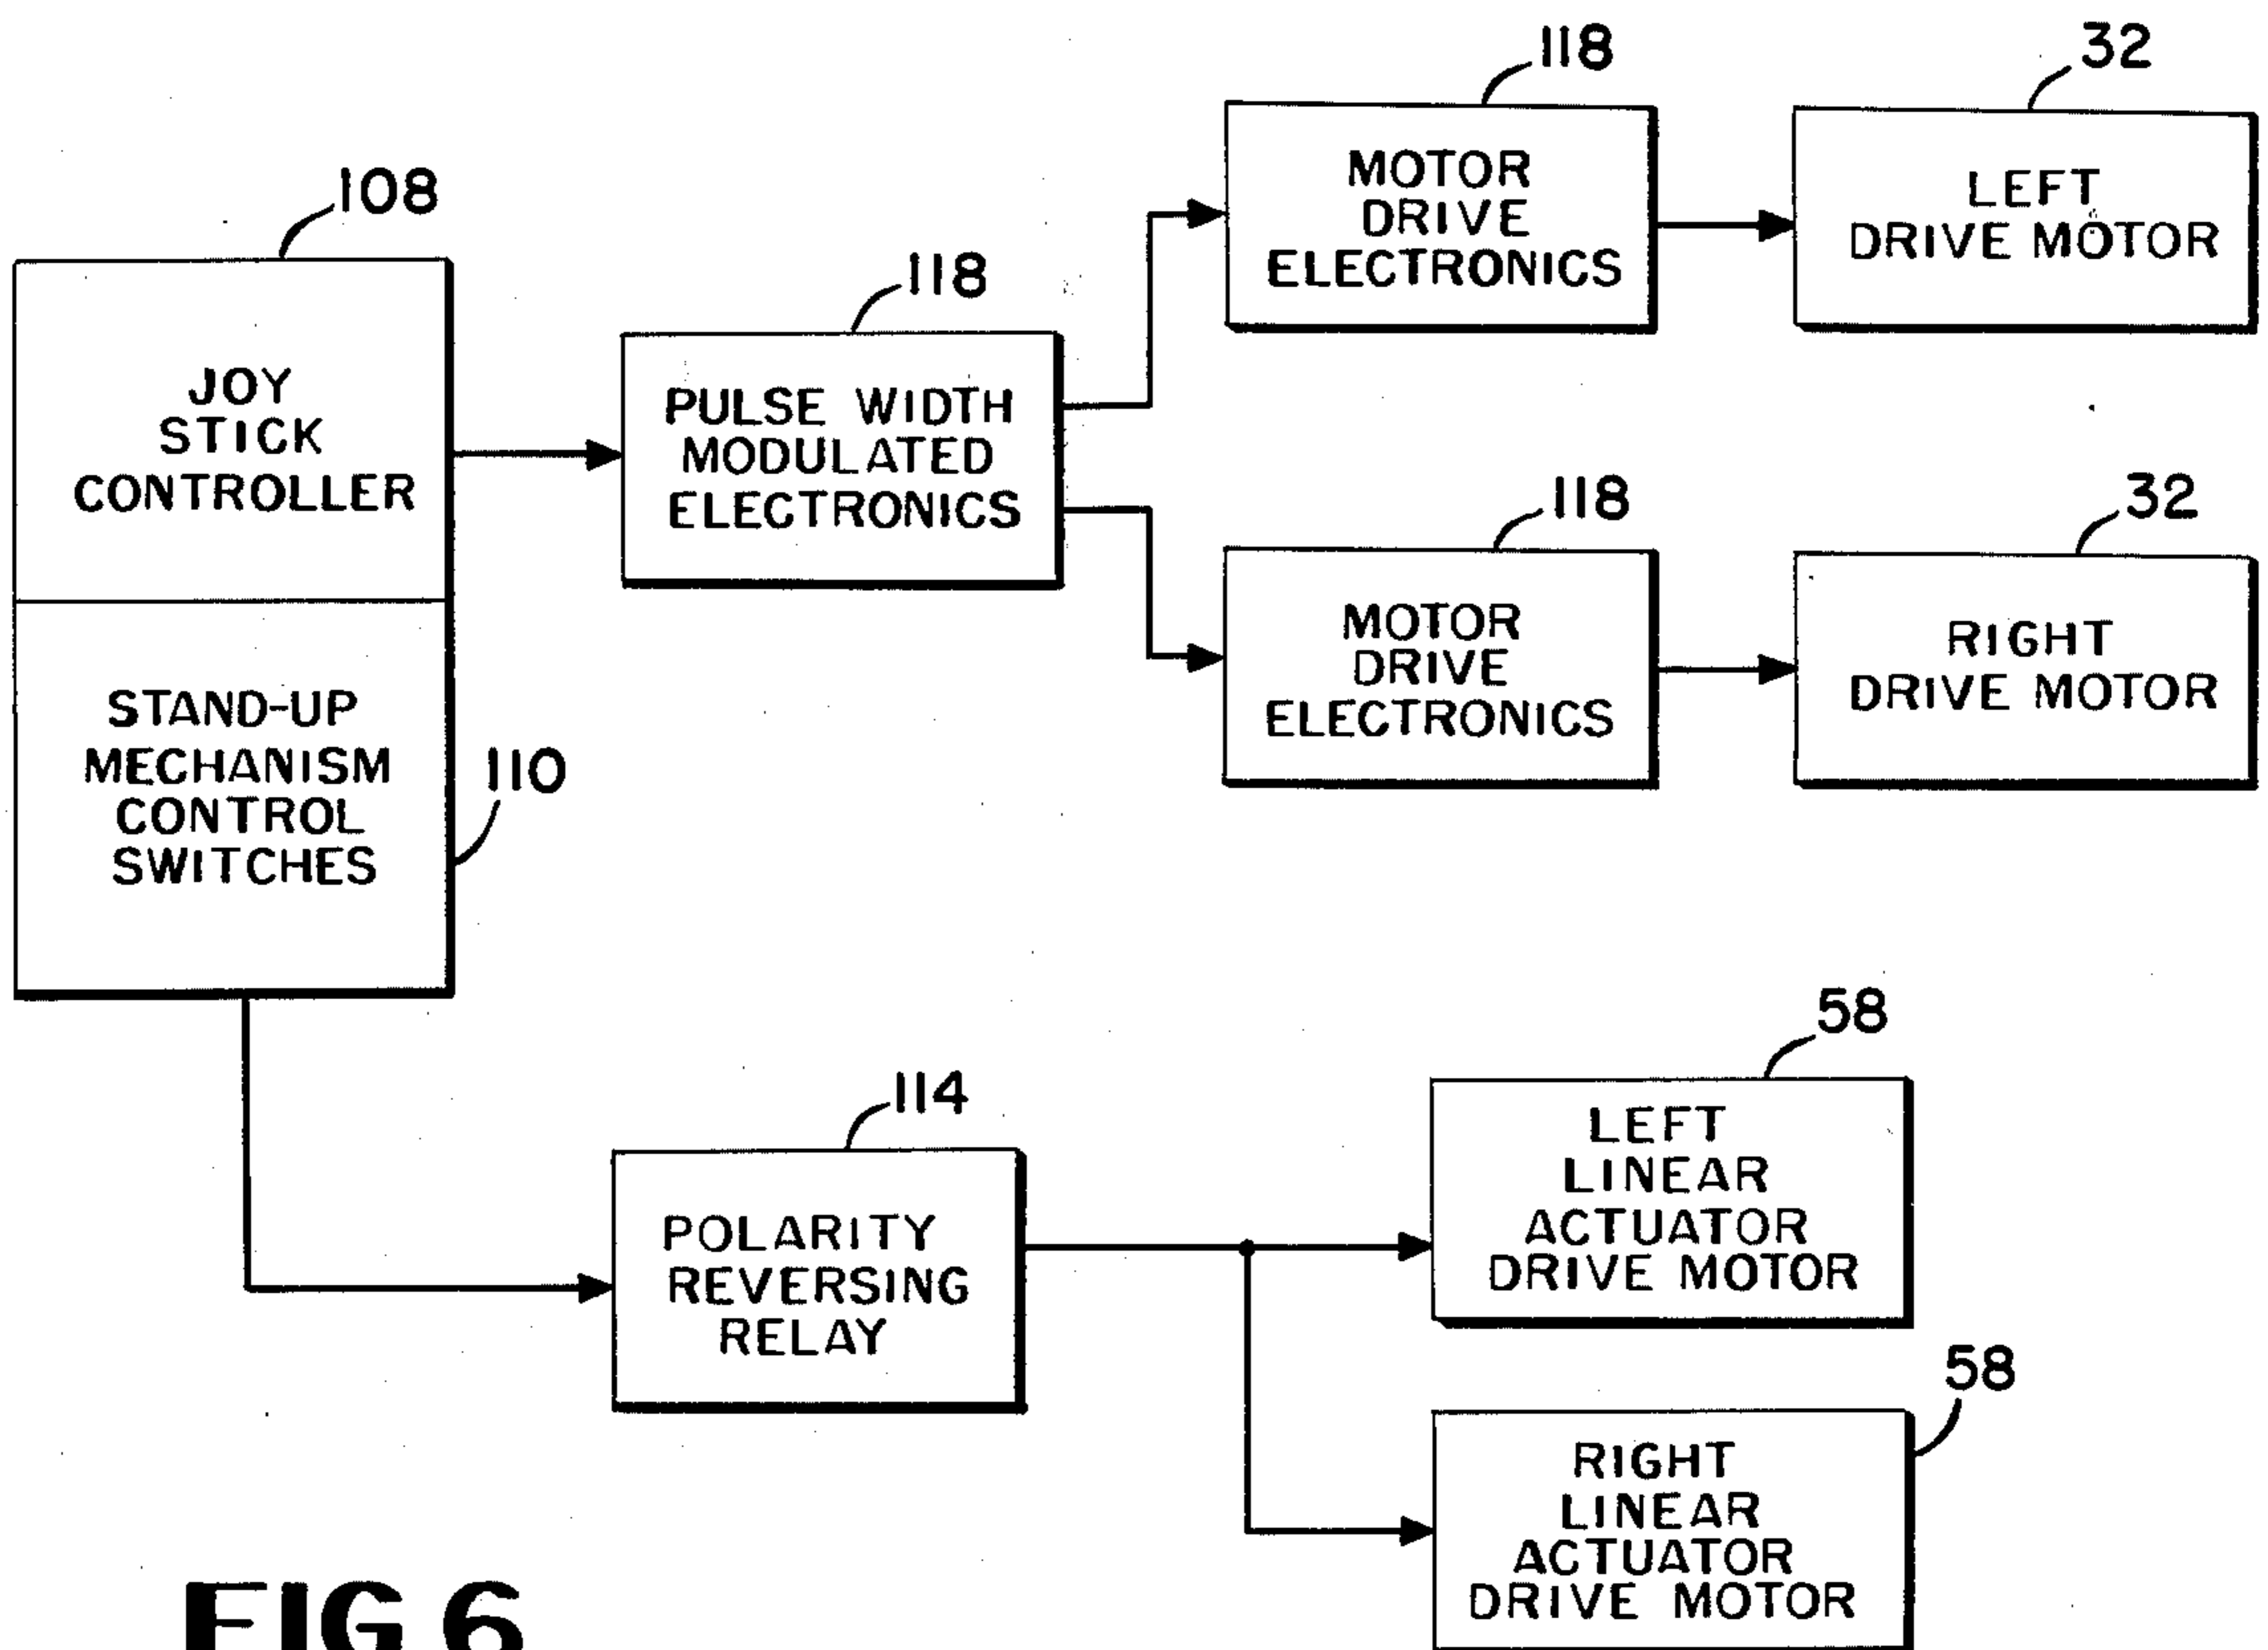 118
32
MOTOR
DRIVE
ELECTRONICS
LEFT
DRIVE MOTOR
108
118
JOY
STICK
CONTROLLER
PULSE WIDTH
MODULATED
ELECTRONICS
118
32
MOTOR
DRIVE
ELECTRONICS
RIGHT
DRIVE MOTOR
STAND-UP
MECHANISM
CONTROL
SWITCHES
110
58
114
LEFT
LINEAR
ACTUATOR
DRIVE MOTOR
POLARITY
REVERSING
RELAY
58
RIGHT
LINEAR
ACTUATOR
DRIVE MOTOR
FIG 6